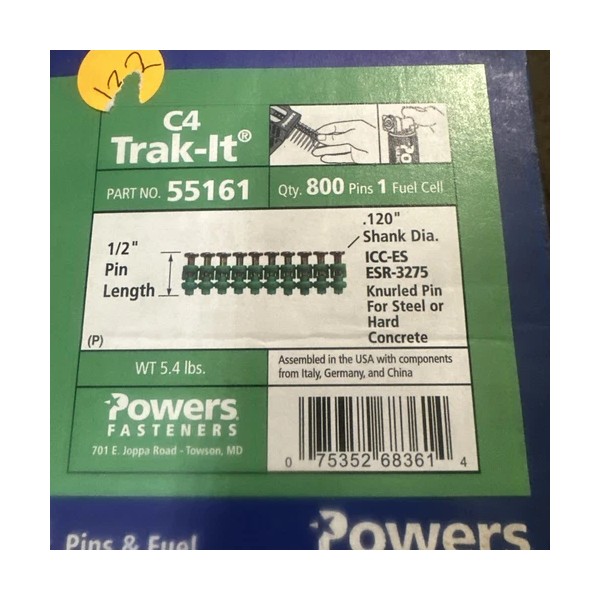 122
C4
Trak-It®
PART NO. 55161
Qty. 800 Pins 1 Fuel Cell
1/2"
Pin
Length
.120"
Shank Dia.
ICC-ES
ESR-3275
Knurled Pin
For Steel or
Hard
Concrete
(P)
WT 5.4 lbs.
Assembled in the USA with components
from Italy, Germany, and China
Powers
FASTENERS
701 E. Joppa Road - Towson, MD
0 75352 68361 4
Pins & Fuel
Powers